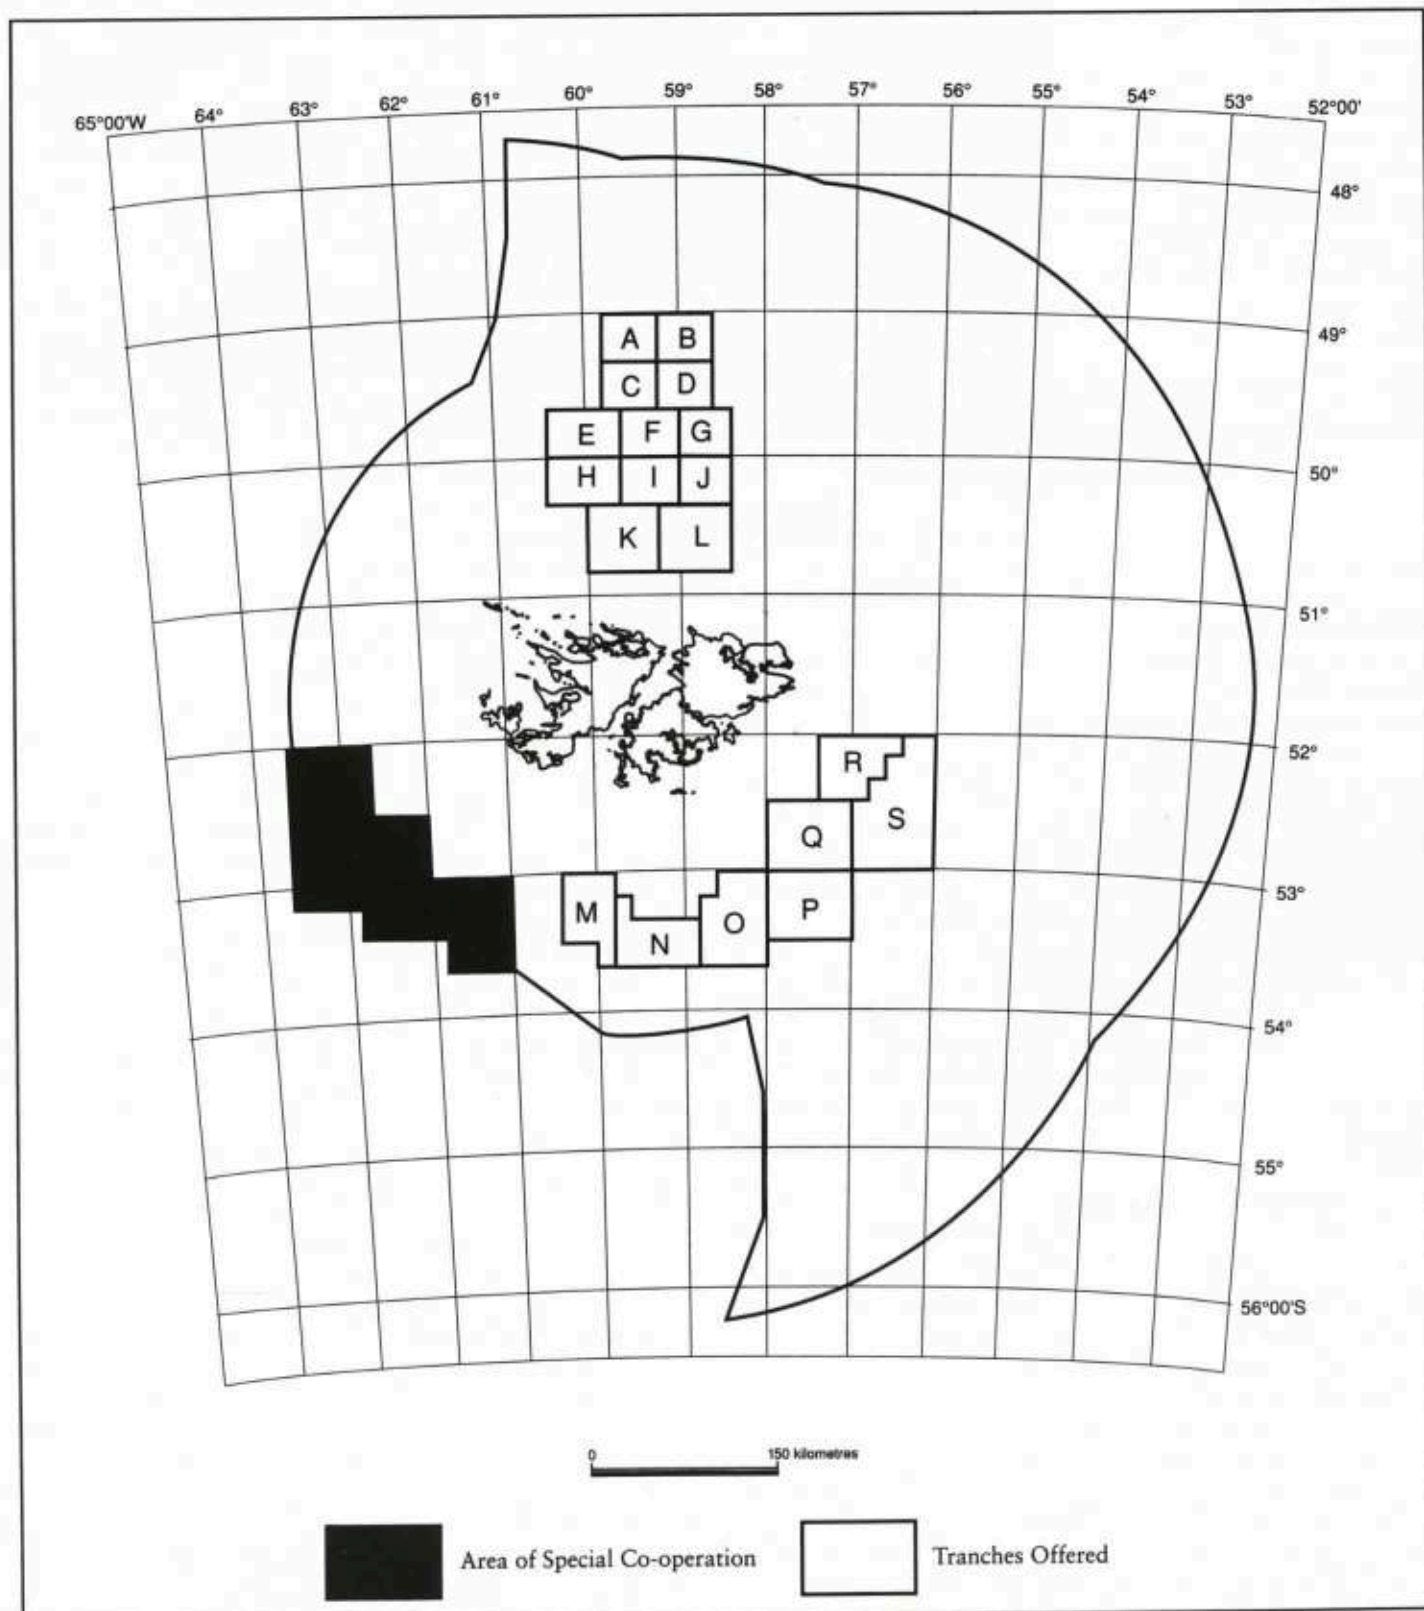 65°00'W 64° 63° 62° 61° 60° 59° 58° 57° 56° 55° 54° 53° 52°00'
48°
A B
49°
C D
E F G
H I J
50°
K L
51°
52°
R
S
Q
53°
M N O P
54°
55°
56°00'S
0 150 kilometres
Area of Special Co-operation
Tranches Offered